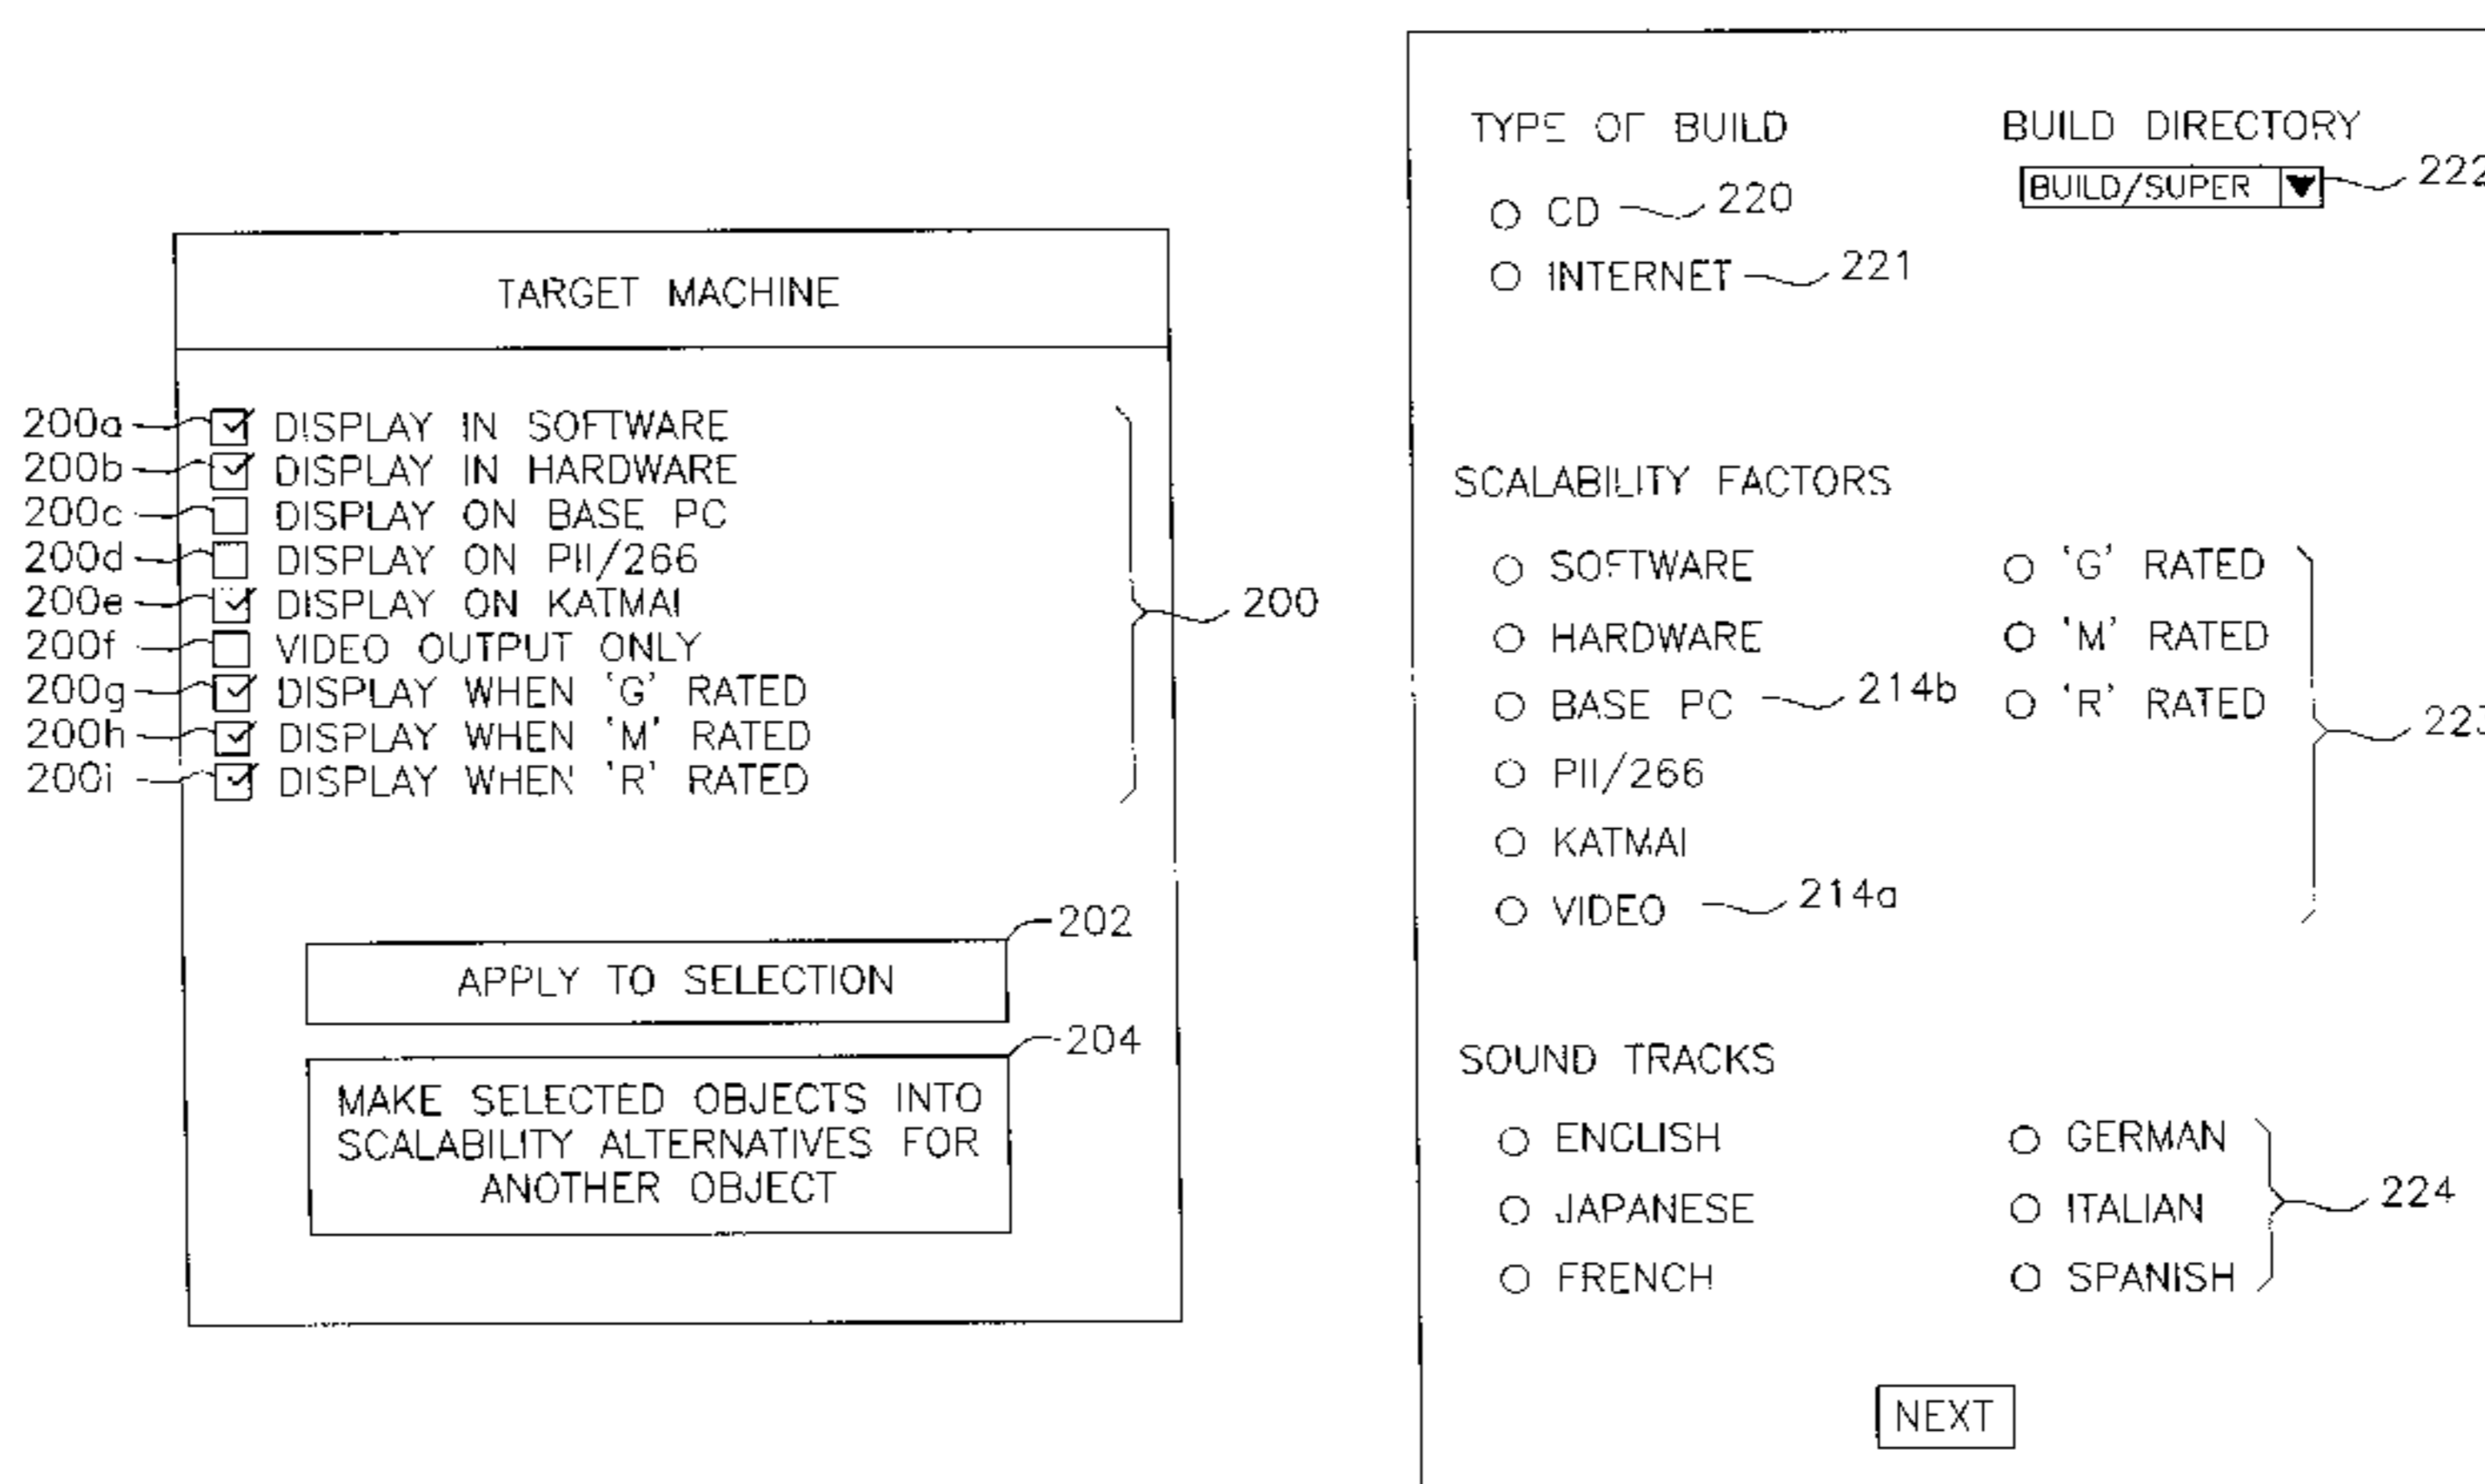 TARGET MACHINE
200a DISPLAY IN SOFTWARE
200b DISPLAY IN HARDWARE
200c DISPLAY ON BASE PC
200d DISPLAY ON PII/266
200e DISPLAY ON KATMAI
200f VIDEO OUTPUT ONLY
200g DISPLAY WHEN 'G' RATED
200h DISPLAY WHEN 'M' RATED
200i DISPLAY WHEN 'R' RATED
200
202
APPLY TO SELECTION
204
MAKE SELECTED OBJECTS INTO
SCALABILITY ALTERNATIVES FOR
ANOTHER OBJECT
TYPE OF BUILD
CD 220
INTERNET 221
BUILD DIRECTORY
BUILD/SUPER 222
SCALABILITY FACTORS
SOFTWARE
HARDWARE
BASE PC 214b
PII/266
KATMAI
VIDEO 214a
'G' RATED
'M' RATED
'R' RATED
223
SOUND TRACKS
ENGLISH
JAPANESE
FRENCH
GERMAN
ITALIAN
SPANISH
224
NEXT